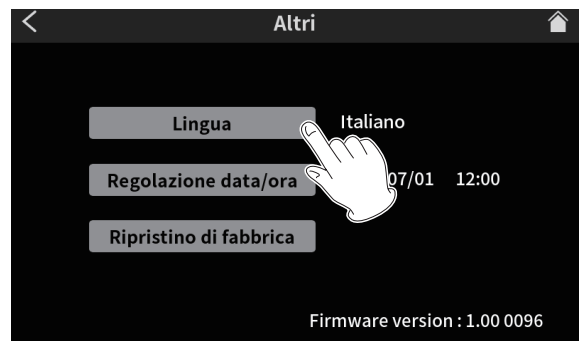 Altri
Lingua Italiano
Regolazione data/ora 07/01 12:00
Ripristino di fabbrica
Firmware version : 1.00 0096